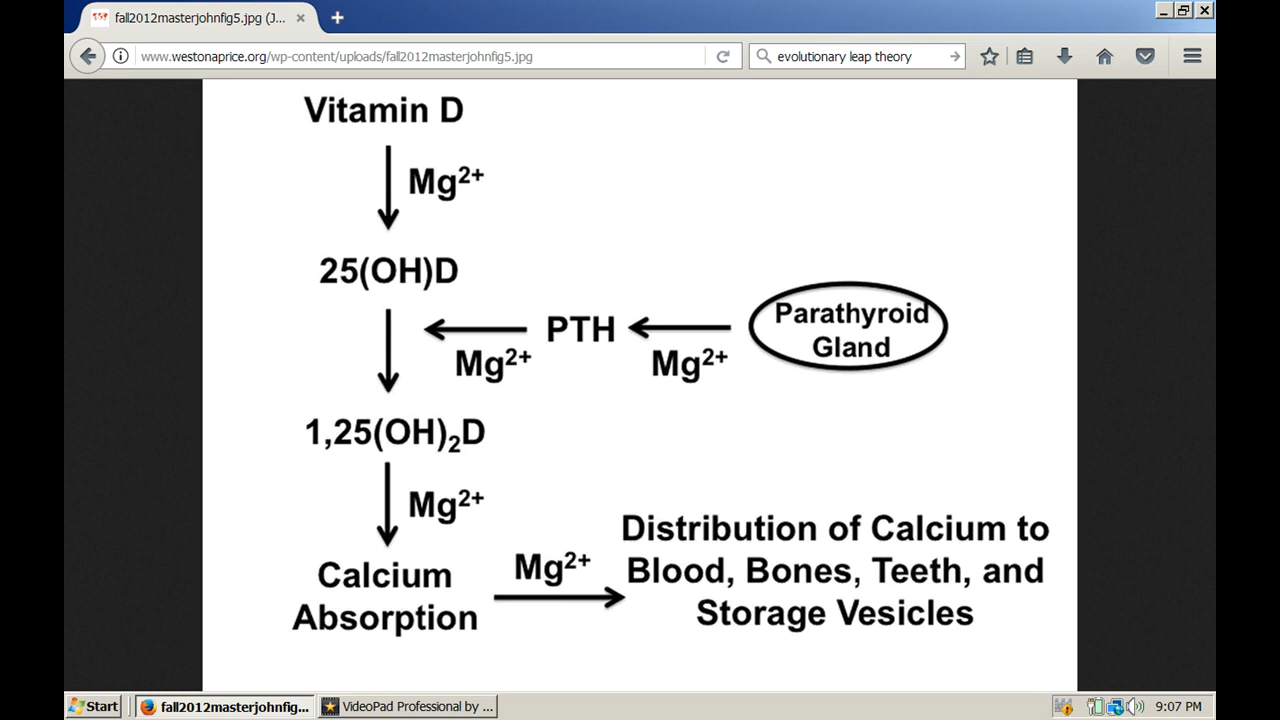 fall2012masterjohnfig5.jpg (J...
www.westonaprice.org/wp-content/uploads/fall2012masterjohnfig5.jpg
evolutionary leap theory
Vitamin D
Mg²⁺
25(OH)D
PTH
Parathyroid
Gland
Mg²⁺
Mg²⁺
1,25(OH)₂D
Mg²⁺
Calcium
Absorption
Mg²⁺
Distribution of Calcium to
Blood, Bones, Teeth, and
Storage Vesicles
Start
fall2012masterjohnfig...
VideoPad Professional by ...
9:07 PM